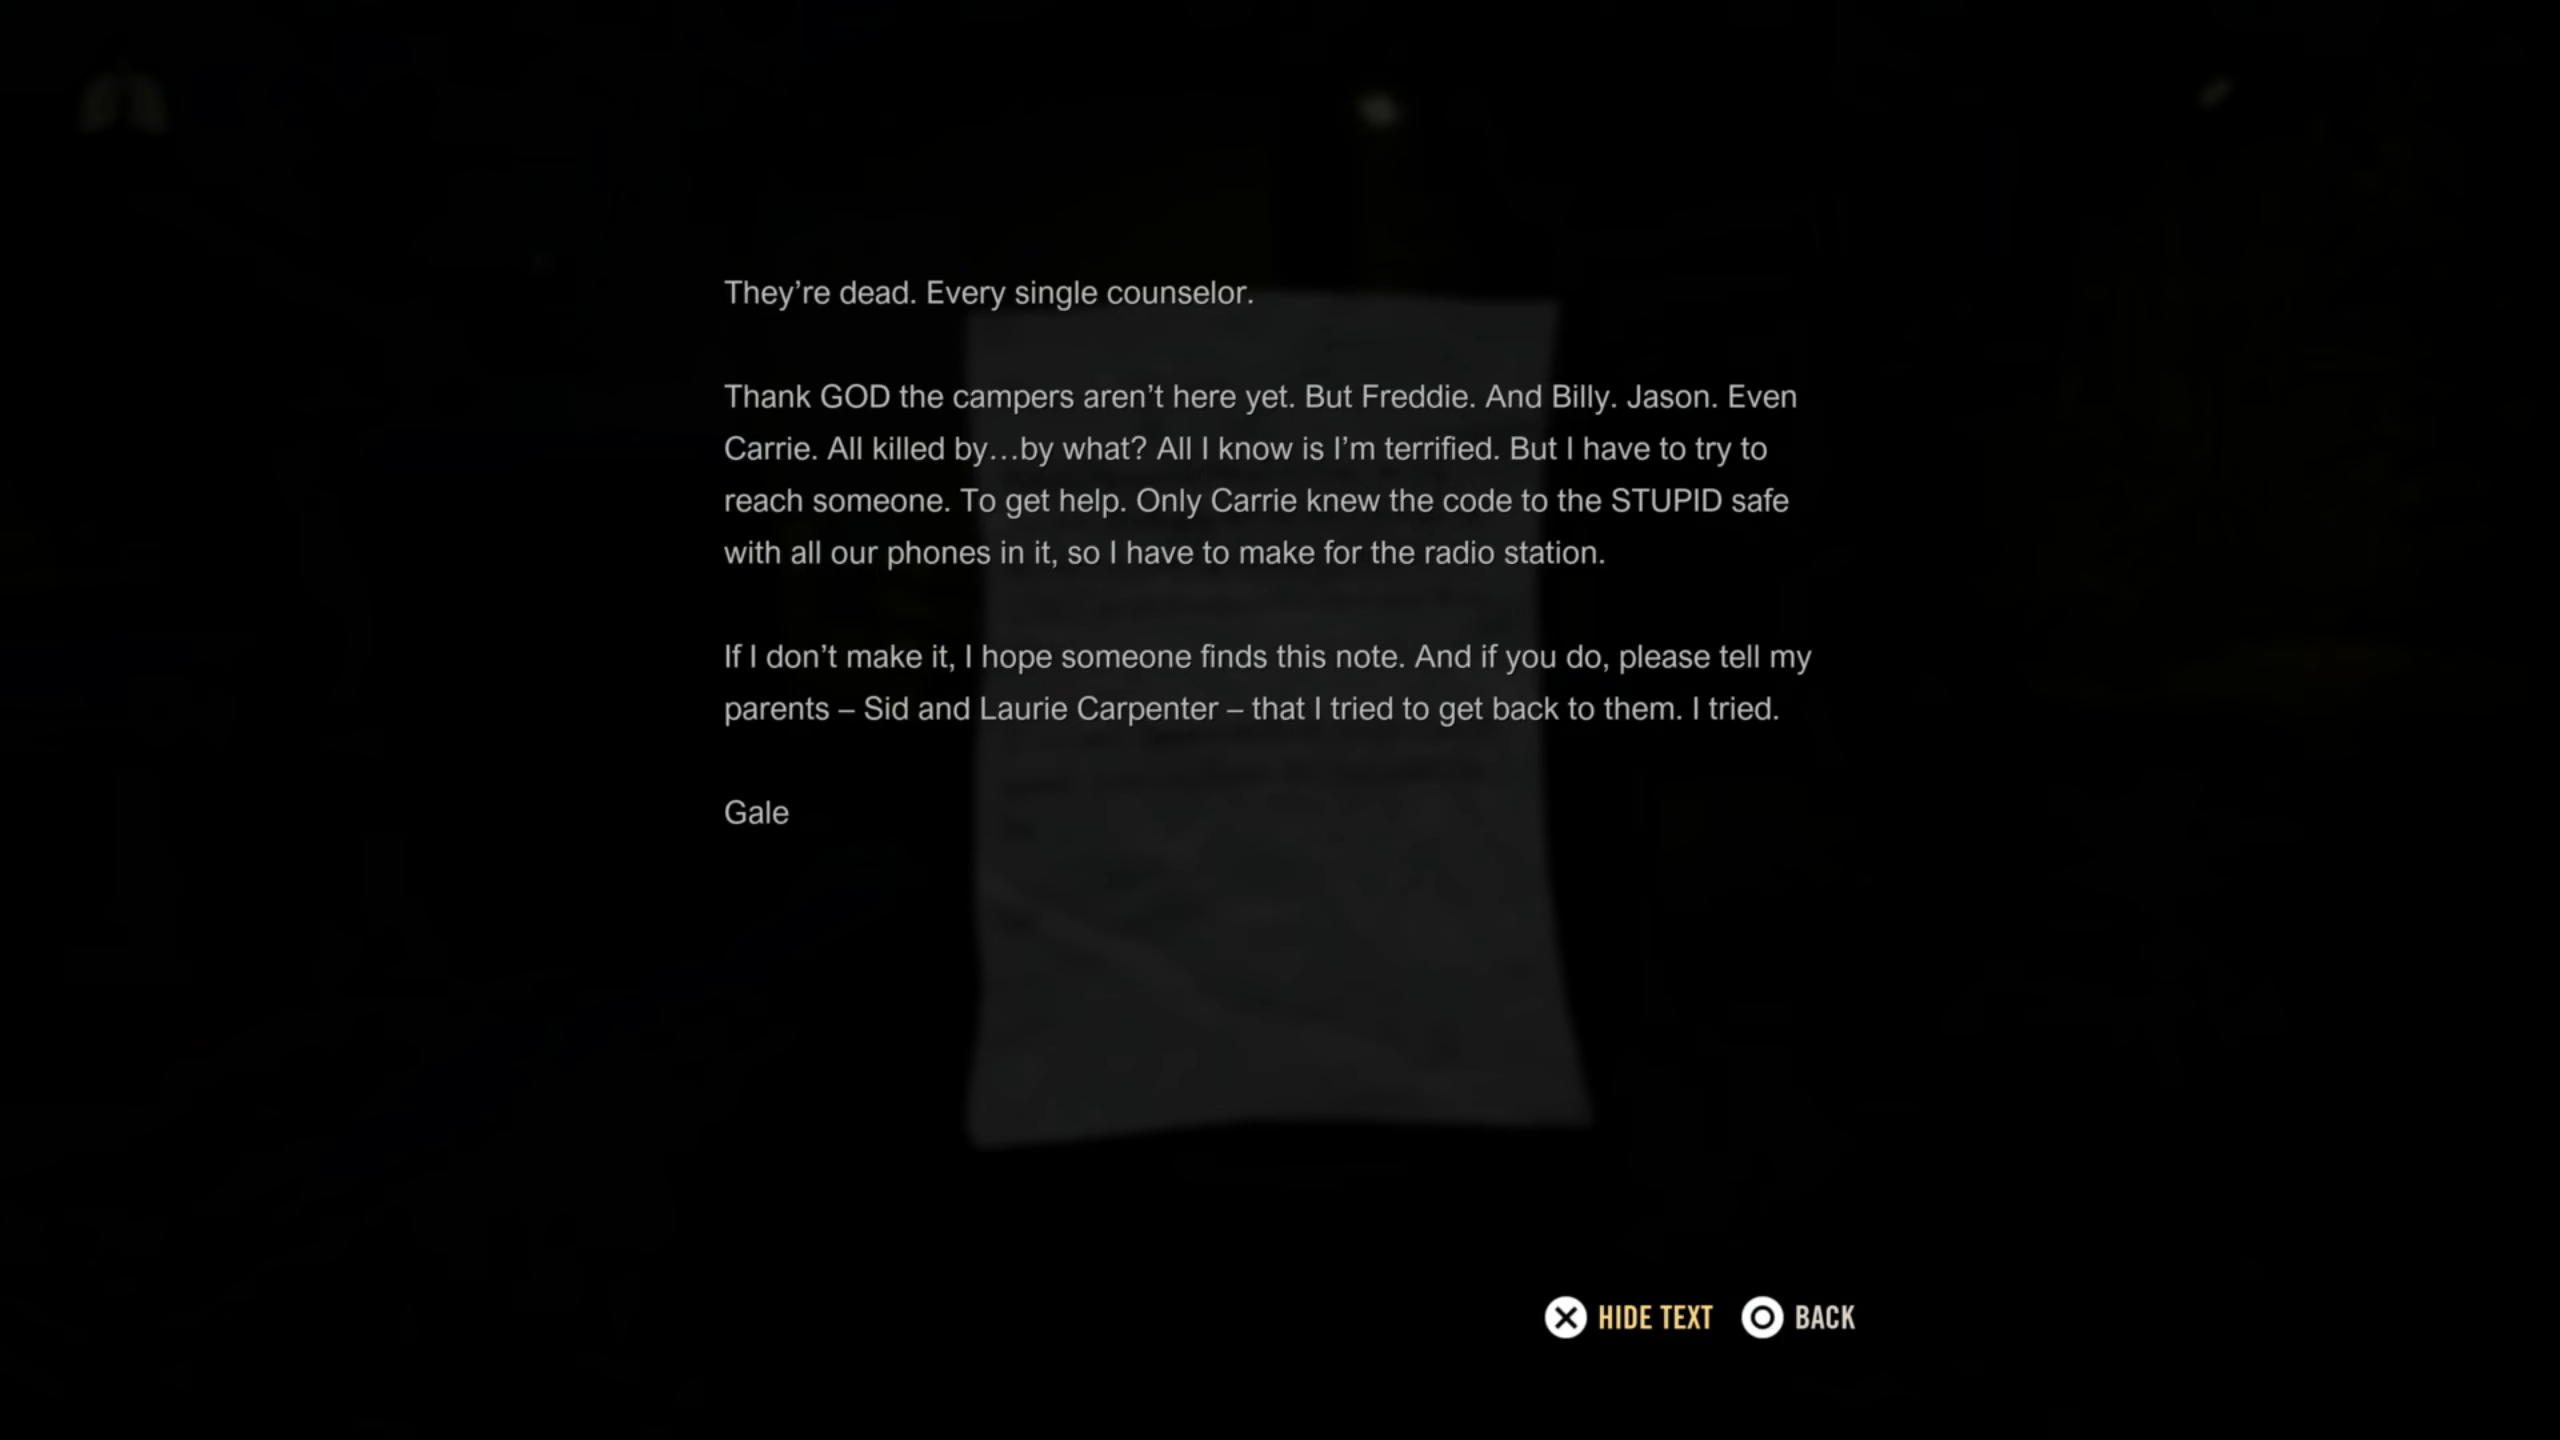 They’re dead. Every single counselor.
Thank GOD the campers aren’t here yet. But Freddie. And Billy. Jason. Even
Carrie. All killed by…by what? All I know is I’m terrified. But I have to try to
reach someone. To get help. Only Carrie knew the code to the STUPID safe
with all our phones in it, so I have to make for the radio station.
If I don’t make it, I hope someone finds this note. And if you do, please tell my
parents – Sid and Laurie Carpenter – that I tried to get back to them. I tried.
Gale
HIDE TEXT BACK